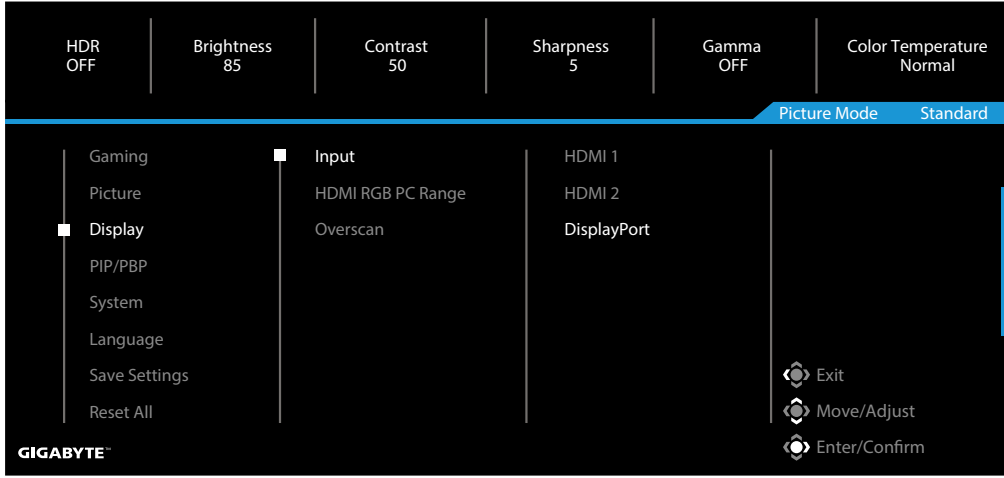 HDR Brightness Contrast Sharpness Gamma Color Temperature
OFF 85 50 5 OFF Normal
Picture Mode Standard
Gaming Input HDMI 1
Picture HDMI RGB PC Range HDMI 2
Display Overscan DisplayPort
PIP/PBP
System
Language
Save Settings Exit
Reset All Move/Adjust
GIGABYTE™ Enter/Confirm